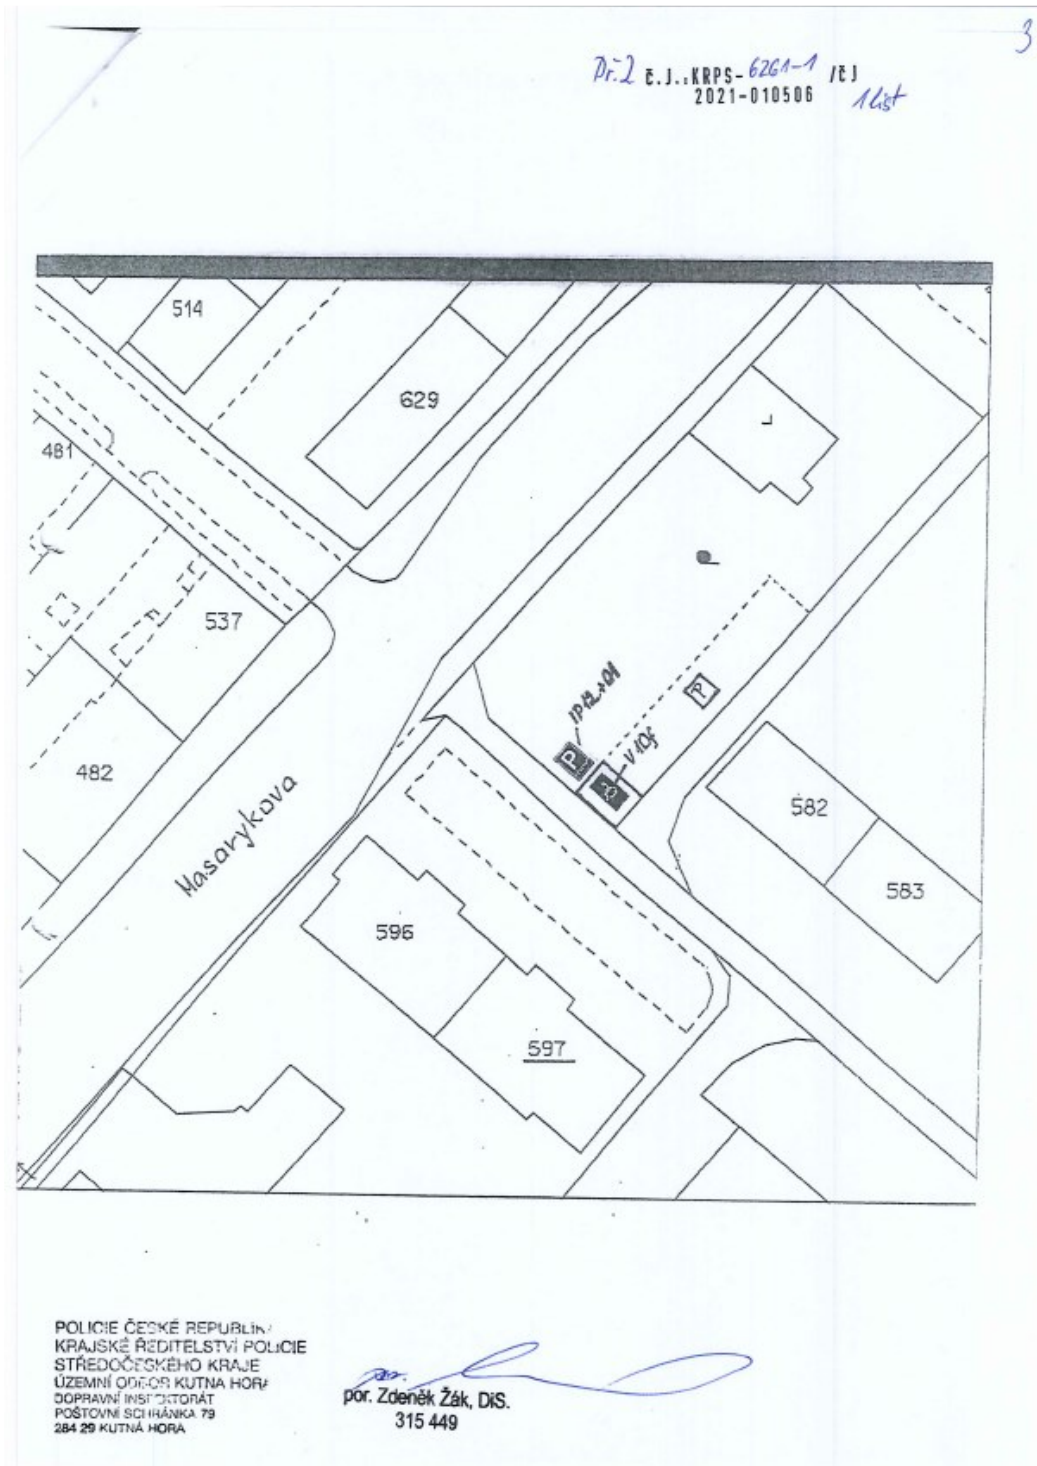 3
Př.2 Č.J.:KRPS-6261-1 /ČJ
2021-010506 1 list
514
629
481
537
IP12+O1
P
P
V10f
482
Masarykova
582
583
596
597
POLICIE ČESKÉ REPUBLIKY
KRAJSKÉ ŘEDITELSTVÍ POLICIE
STŘEDOČESKÉHO KRAJE
ÚZEMNÍ ODBOR KUTNÁ HORA
DOPRAVNÍ INSPEKTORÁT
POŠTOVNÍ SCHRÁNKA 79
284 29 KUTNÁ HORA
por. Zdeněk Žák, DiS.
315 449